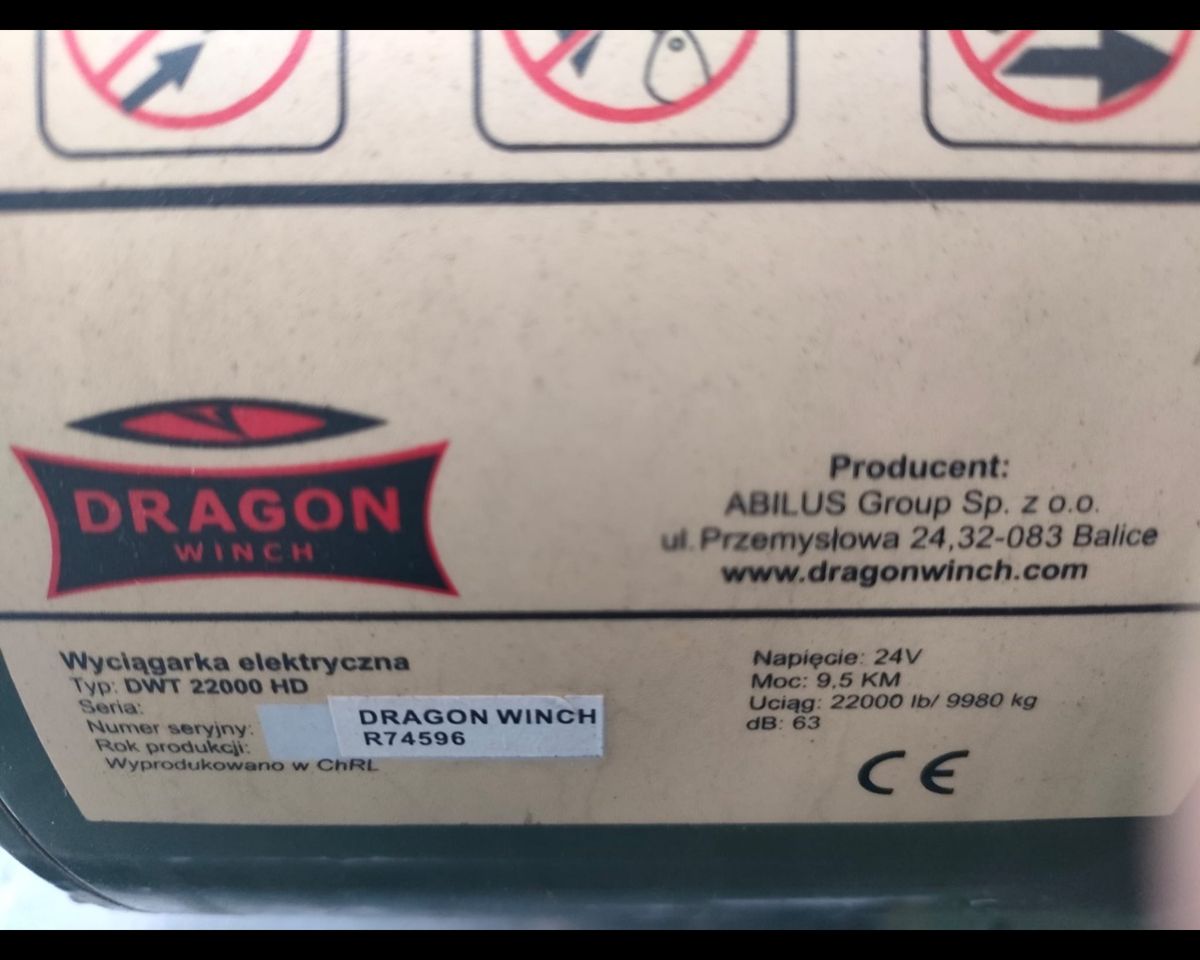 DRAGON
WINCH
Producent:
ABILUS Group Sp. z o.o.
ul.Przemysłowa 24,32-083 Balice
www.dragonwinch.com
Wyciągarka elektryczna
Typ: DWT 22000 HD
Seria:
Numer seryjny:
Rok produkcji:
Wyprodukowano w ChRL
DRAGON WINCH
R74596
Napięcie: 24V
Moc: 9,5 KM
Uciąg: 22000 lb/ 9980 kg
dB: 63
CE